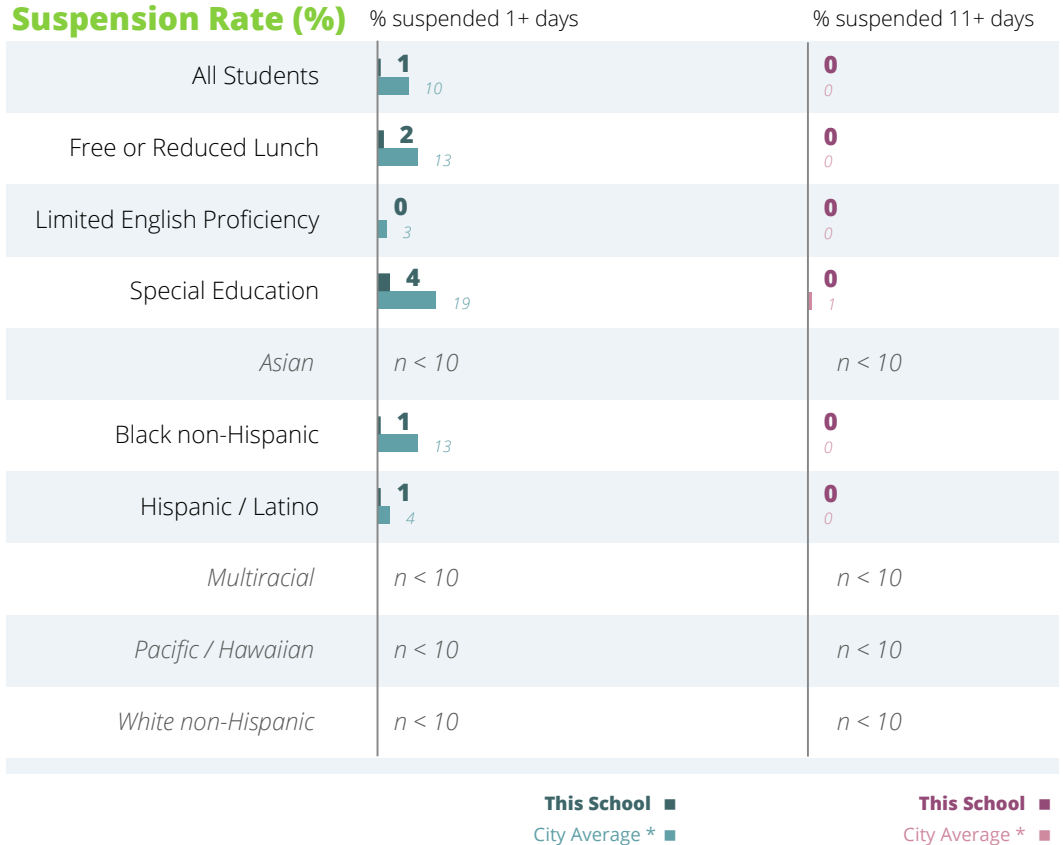 Suspension Rate (%) % suspended 1+ days % suspended 11+ days
All Students 1 0
10 0
Free or Reduced Lunch 2 0
13 0
Limited English Proficiency 0 0
3 0
Special Education 4 0
19 1
Asian n < 10 n < 10
Black non-Hispanic 1 0
13 0
Hispanic / Latino 1 0
4 0
Multiracial n < 10 n < 10
Pacific / Hawaiian n < 10 n < 10
White non-Hispanic n < 10 n < 10
This School This School
City Average * City Average *